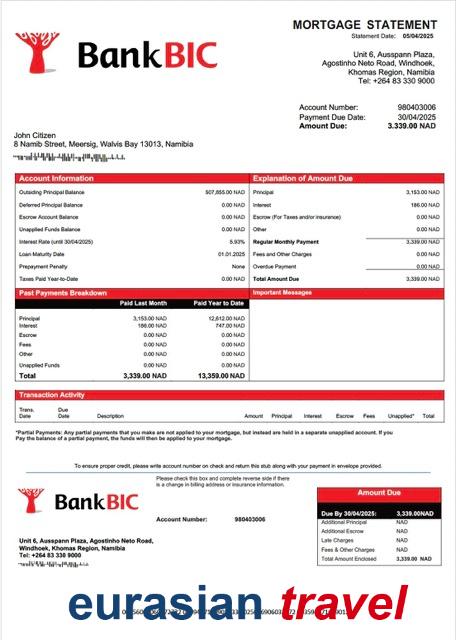 MORTGAGE STATEMENT
Statement Date: 05/04/2025
BankBIC
Unit 6, Ausspann Plaza,
Agostinho Neto Road, Windhoek,
Khomas Region, Namibia
Tel: +264 83 330 9000
Account Number: 980403006
Payment Due Date: 30/04/2025
Amount Due: 3.339.00 NAD
John Citizen
8 Namib Street, Meersig, Walvis Bay 13013, Namibia
Account Information
Outsiding Principal Balance 507,855.00 NAD
Deferred Principal Balance 0.00 NAD
Escrow Account Balance 0.00 NAD
Unapplied Funds Balance 0.00 NAD
Interest Rate (until 30/04/2025) 5.93%
Loan Maturity Date 01.01.2025
Prepayment Penalty None
Taxes Paid Year-to-Date 0.00 NAD
Explanation of Amount Due
Principal 3,153.00 NAD
Interest 186.00 NAD
Escrow (For Taxes and/or insurance) 0.00 NAD
Other 0.00 NAD
Regular Monthly Payment 3,339.00 NAD
Fees and Other Charges 0.00 NAD
Overdue Payment 0.00 NAD
Total Amount Due 3,339.00 NAD
Past Payments Breakdown
Paid Last Month Paid Year to Date
Principal 3,153.00 NAD 12,612.00 NAD
Interest 186.00 NAD 747.00 NAD
Escrow 0.00 NAD 0.00 NAD
Fees 0.00 NAD 0.00 NAD
Other 0.00 NAD 0.00 NAD
Unapplied Funds 0.00 NAD 0.00 NAD
Total 3,339.00 NAD 13,359.00 NAD
Important Messages
Transaction Activity
Trans. Date Due Date Description Amount Principal Interest Escrow Fees Unapplied* Total
*Partial Payments: Any partial payments that you make are not applied to your mortgage, but instead are held in a separate unapplied account. If you
Pay the balance of a partial payment, the funds will then be applied to your mortgage.
To ensure proper credit, please write account number on check and return this stub along with your payment in envelope provided.
BankBIC
Please check this box and complete reverse side if there
is a change in billing address or insurance information.
Account Number: 980403006
Unit 6, Ausspann Plaza, Agostinho Neto Road,
Windhoek, Khomas Region, Namibia
Tel: +264 83 330 9000
Amount Due
Due By 30/04/2025: 3,339.00NAD
Additional Principal NAD
Additional Escrow NAD
Late Charges NAD
Fees & Other Charges NAD
Total Amount Enclosed 3,339.00 NAD
eurasian travel